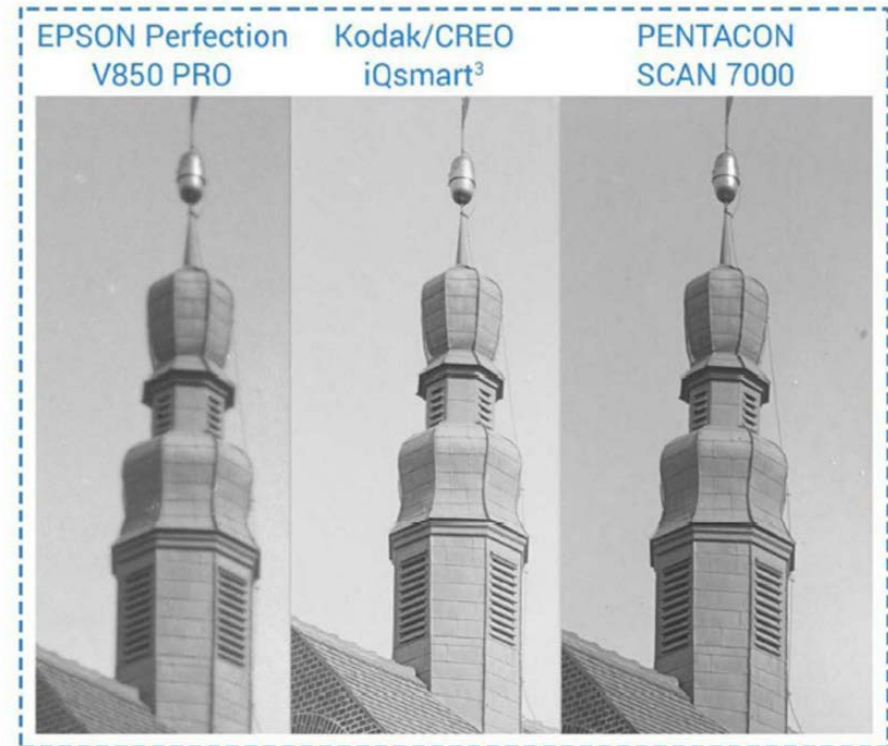 EPSON Perfection
V850 PRO
Kodak/CREO
iQsmart³
PENTACON
SCAN 7000